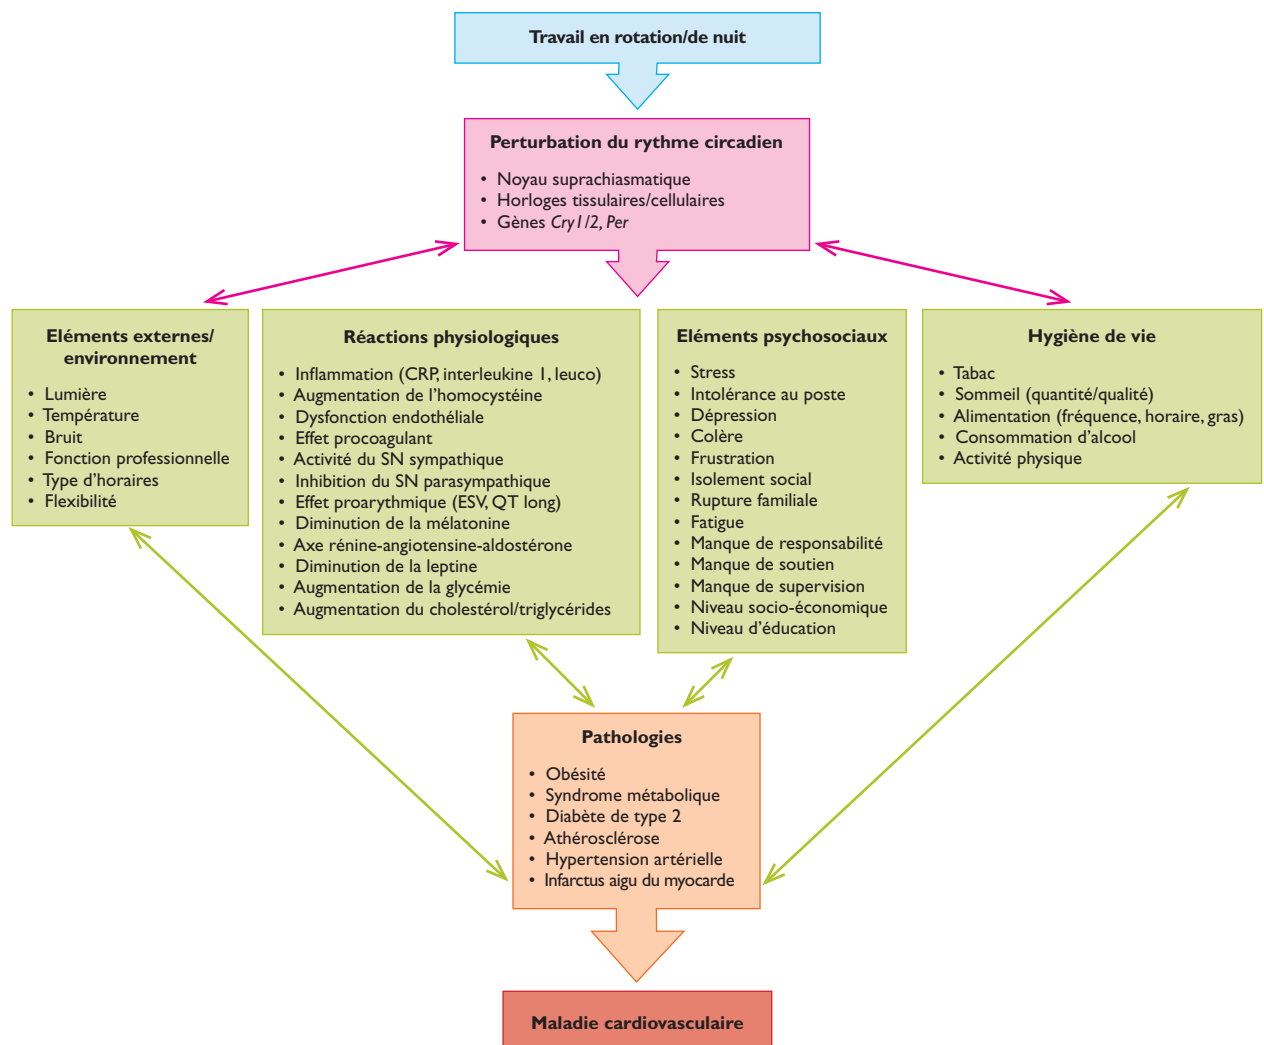 Travail en rotation/de nuit
Perturbation du rythme circadien
• Noyau suprachiasmatique
• Horloges tissulaires/cellulaires
• Gènes Cry1/2, Per
Eléments externes/
environnement
• Lumière
• Température
• Bruit
• Fonction professionnelle
• Type d'horaires
• Flexibilité
Réactions physiologiques
• Inflammation (CRP, interleukine 1, leuco)
• Augmentation de l'homocystéine
• Dysfonction endothéliale
• Effet procoagulant
• Activité du SN sympathique
• Inhibition du SN parasympathique
• Effet proarythmique (ESV, QT long)
• Diminution de la mélatonine
• Axe rénine-angiotensine-aldostérone
• Diminution de la leptine
• Augmentation de la glycémie
• Augmentation du cholestérol/triglycérides
Eléments psychosociaux
• Stress
• Intolérance au poste
• Dépression
• Colère
• Frustration
• Isolement social
• Rupture familiale
• Fatigue
• Manque de responsabilité
• Manque de soutien
• Manque de supervision
• Niveau socio-économique
• Niveau d'éducation
Hygiène de vie
• Tabac
• Sommeil (quantité/qualité)
• Alimentation (fréquence, horaire, gras)
• Consommation d'alcool
• Activité physique
Pathologies
• Obésité
• Syndrome métabolique
• Diabète de type 2
• Athérosclérose
• Hypertension artérielle
• Infarctus aigu du myocarde
Maladie cardiovasculaire